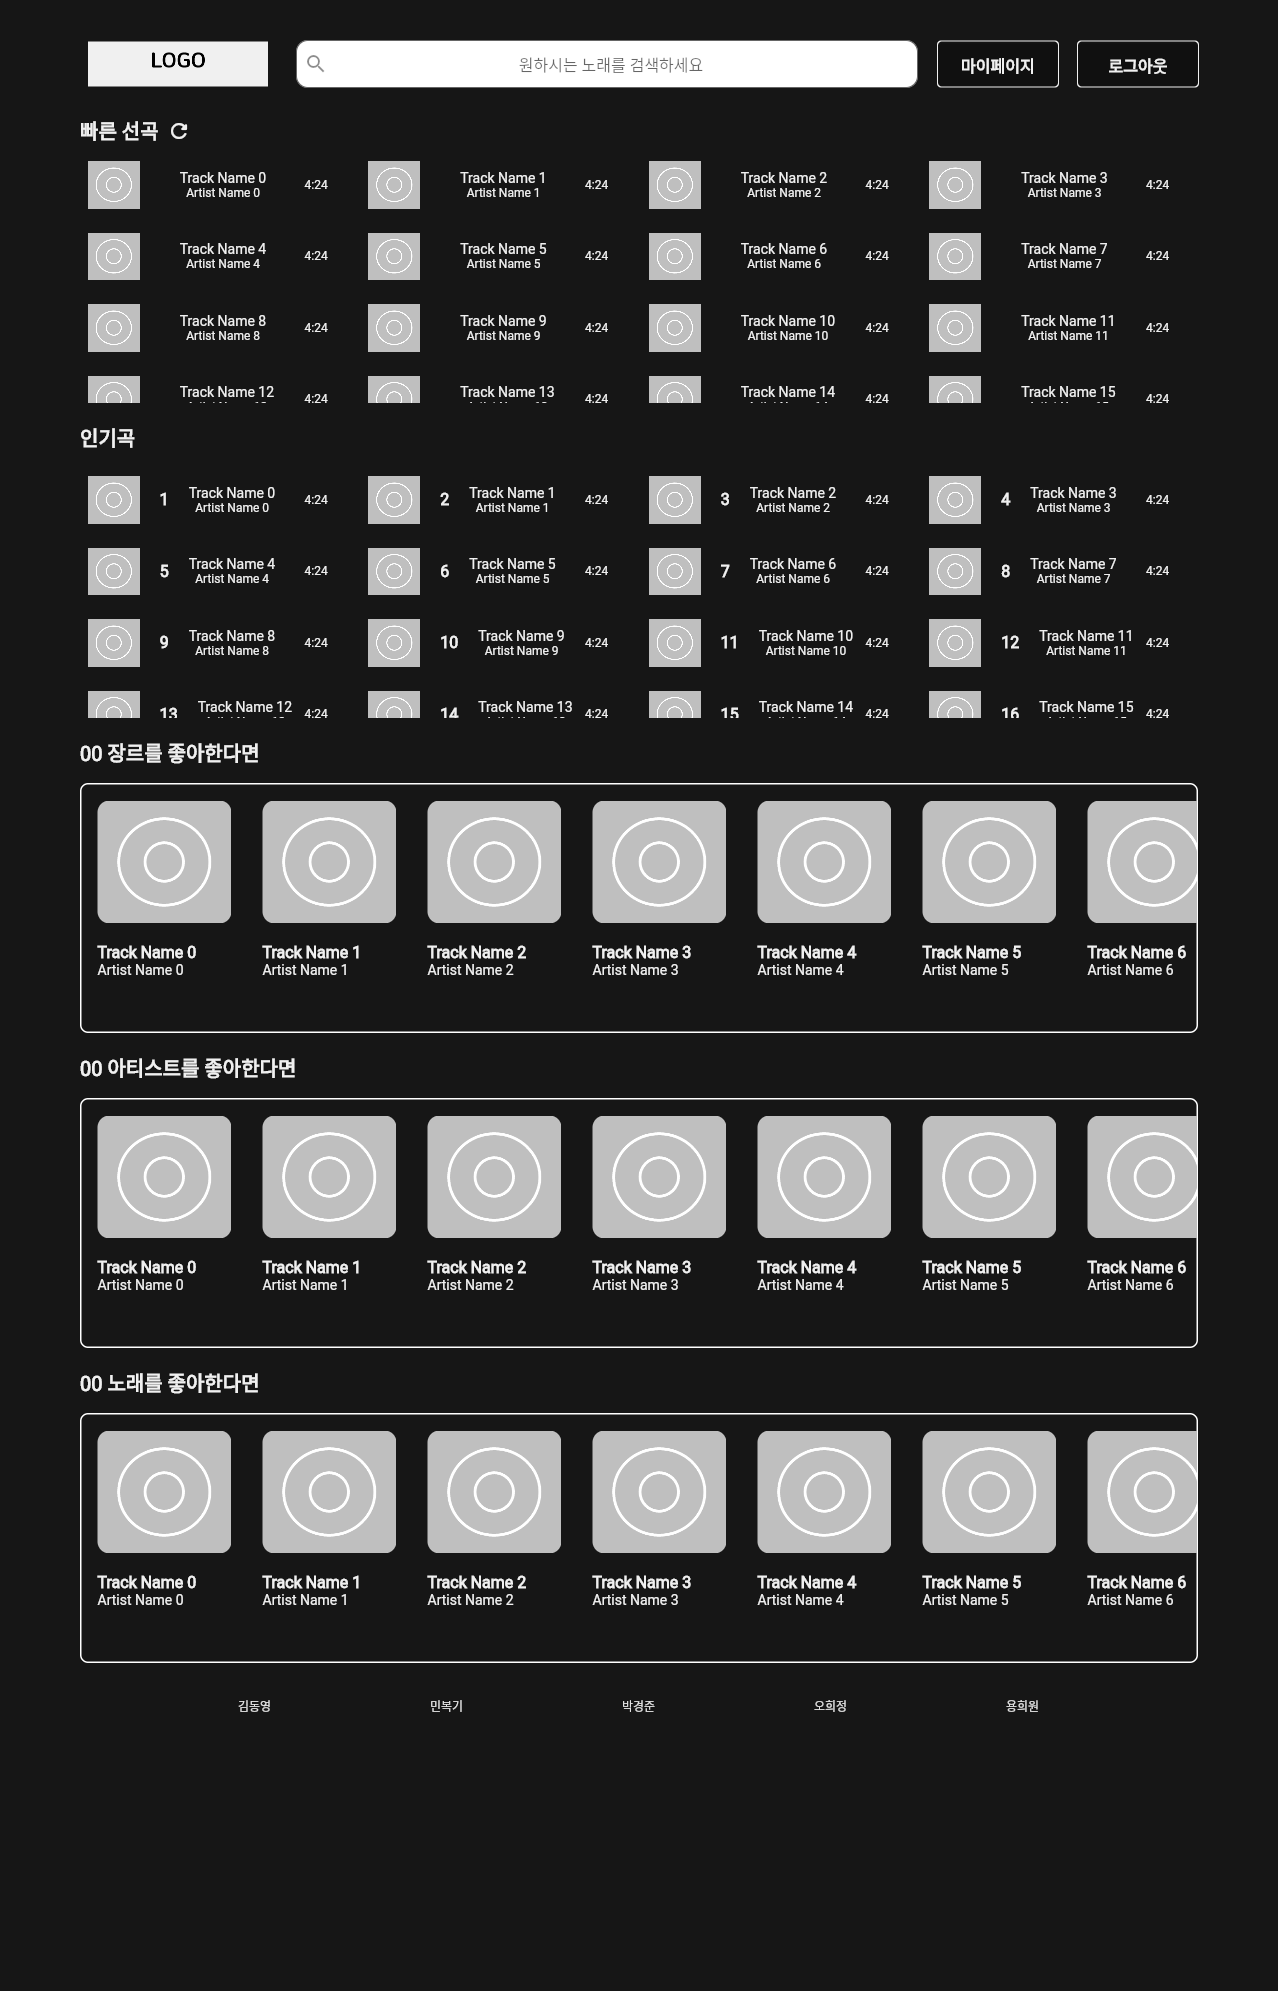 LOGO
원하시는 노래를 검색하세요
마이페이지
로그아웃
빠른 선곡
Track Name 0
Artist Name 0
4:24
Track Name 1
Artist Name 1
4:24
Track Name 2
Artist Name 2
4:24
Track Name 3
Artist Name 3
4:24
Track Name 4
Artist Name 4
4:24
Track Name 5
Artist Name 5
4:24
Track Name 6
Artist Name 6
4:24
Track Name 7
Artist Name 7
4:24
Track Name 8
Artist Name 8
4:24
Track Name 9
Artist Name 9
4:24
Track Name 10
Artist Name 10
4:24
Track Name 11
Artist Name 11
4:24
Track Name 12
4:24
Track Name 13
4:24
Track Name 14
4:24
Track Name 15
4:24
인기곡
1
Track Name 0
Artist Name 0
4:24
2
Track Name 1
Artist Name 1
4:24
3
Track Name 2
Artist Name 2
4:24
4
Track Name 3
Artist Name 3
4:24
5
Track Name 4
Artist Name 4
4:24
6
Track Name 5
Artist Name 5
4:24
7
Track Name 6
Artist Name 6
4:24
8
Track Name 7
Artist Name 7
4:24
9
Track Name 8
Artist Name 8
4:24
10
Track Name 9
Artist Name 9
4:24
11
Track Name 10
Artist Name 10
4:24
12
Track Name 11
Artist Name 11
4:24
13
Track Name 12
4:24
14
Track Name 13
4:24
15
Track Name 14
4:24
16
Track Name 15
4:24
00 장르를 좋아한다면
Track Name 0
Artist Name 0
Track Name 1
Artist Name 1
Track Name 2
Artist Name 2
Track Name 3
Artist Name 3
Track Name 4
Artist Name 4
Track Name 5
Artist Name 5
Track Name 6
Artist Name 6
00 아티스트를 좋아한다면
Track Name 0
Artist Name 0
Track Name 1
Artist Name 1
Track Name 2
Artist Name 2
Track Name 3
Artist Name 3
Track Name 4
Artist Name 4
Track Name 5
Artist Name 5
Track Name 6
Artist Name 6
00 노래를 좋아한다면
Track Name 0
Artist Name 0
Track Name 1
Artist Name 1
Track Name 2
Artist Name 2
Track Name 3
Artist Name 3
Track Name 4
Artist Name 4
Track Name 5
Artist Name 5
Track Name 6
Artist Name 6
김동영
민복기
박경준
오희정
용희원